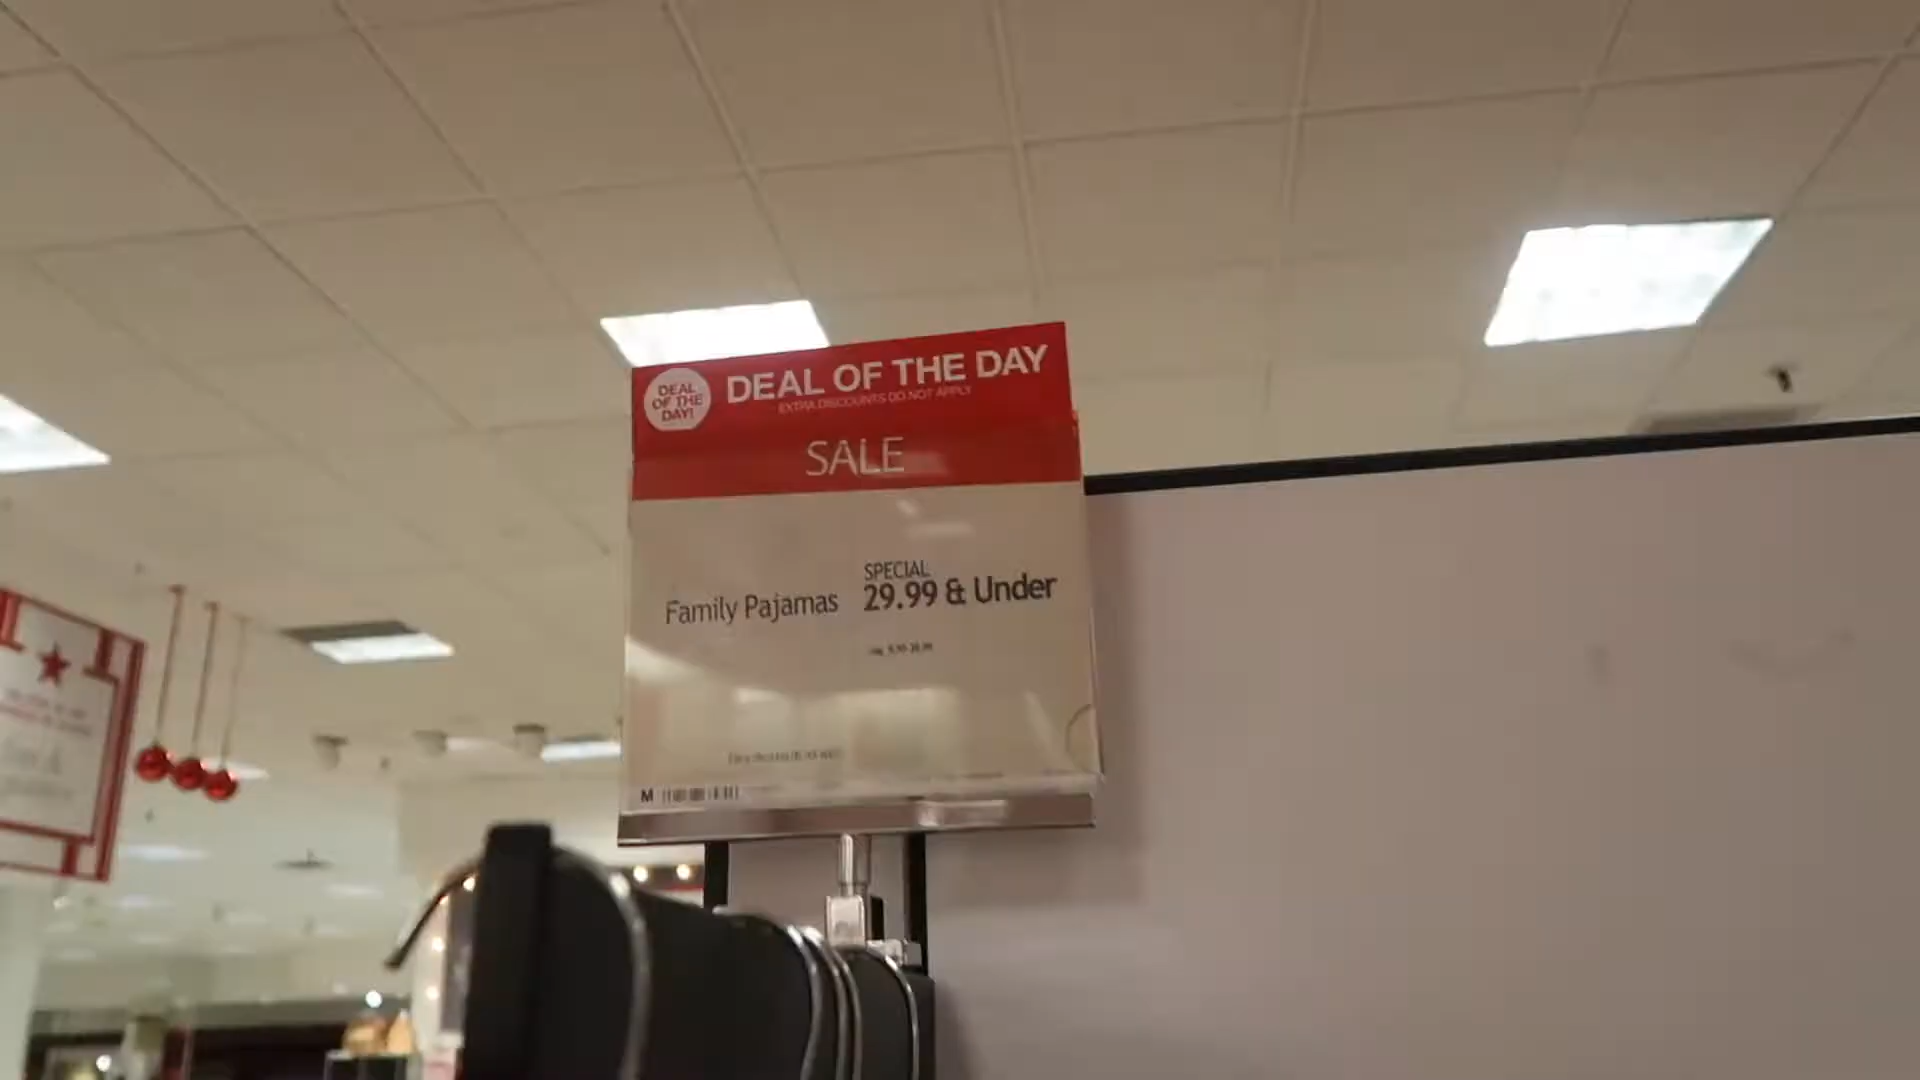 DEAL
OF THE
DAY!
DEAL OF THE DAY
EXTRA DISCOUNTS DO NOT APPLY
SALE
Family Pajamas
SPECIAL
29.99 & Under
M